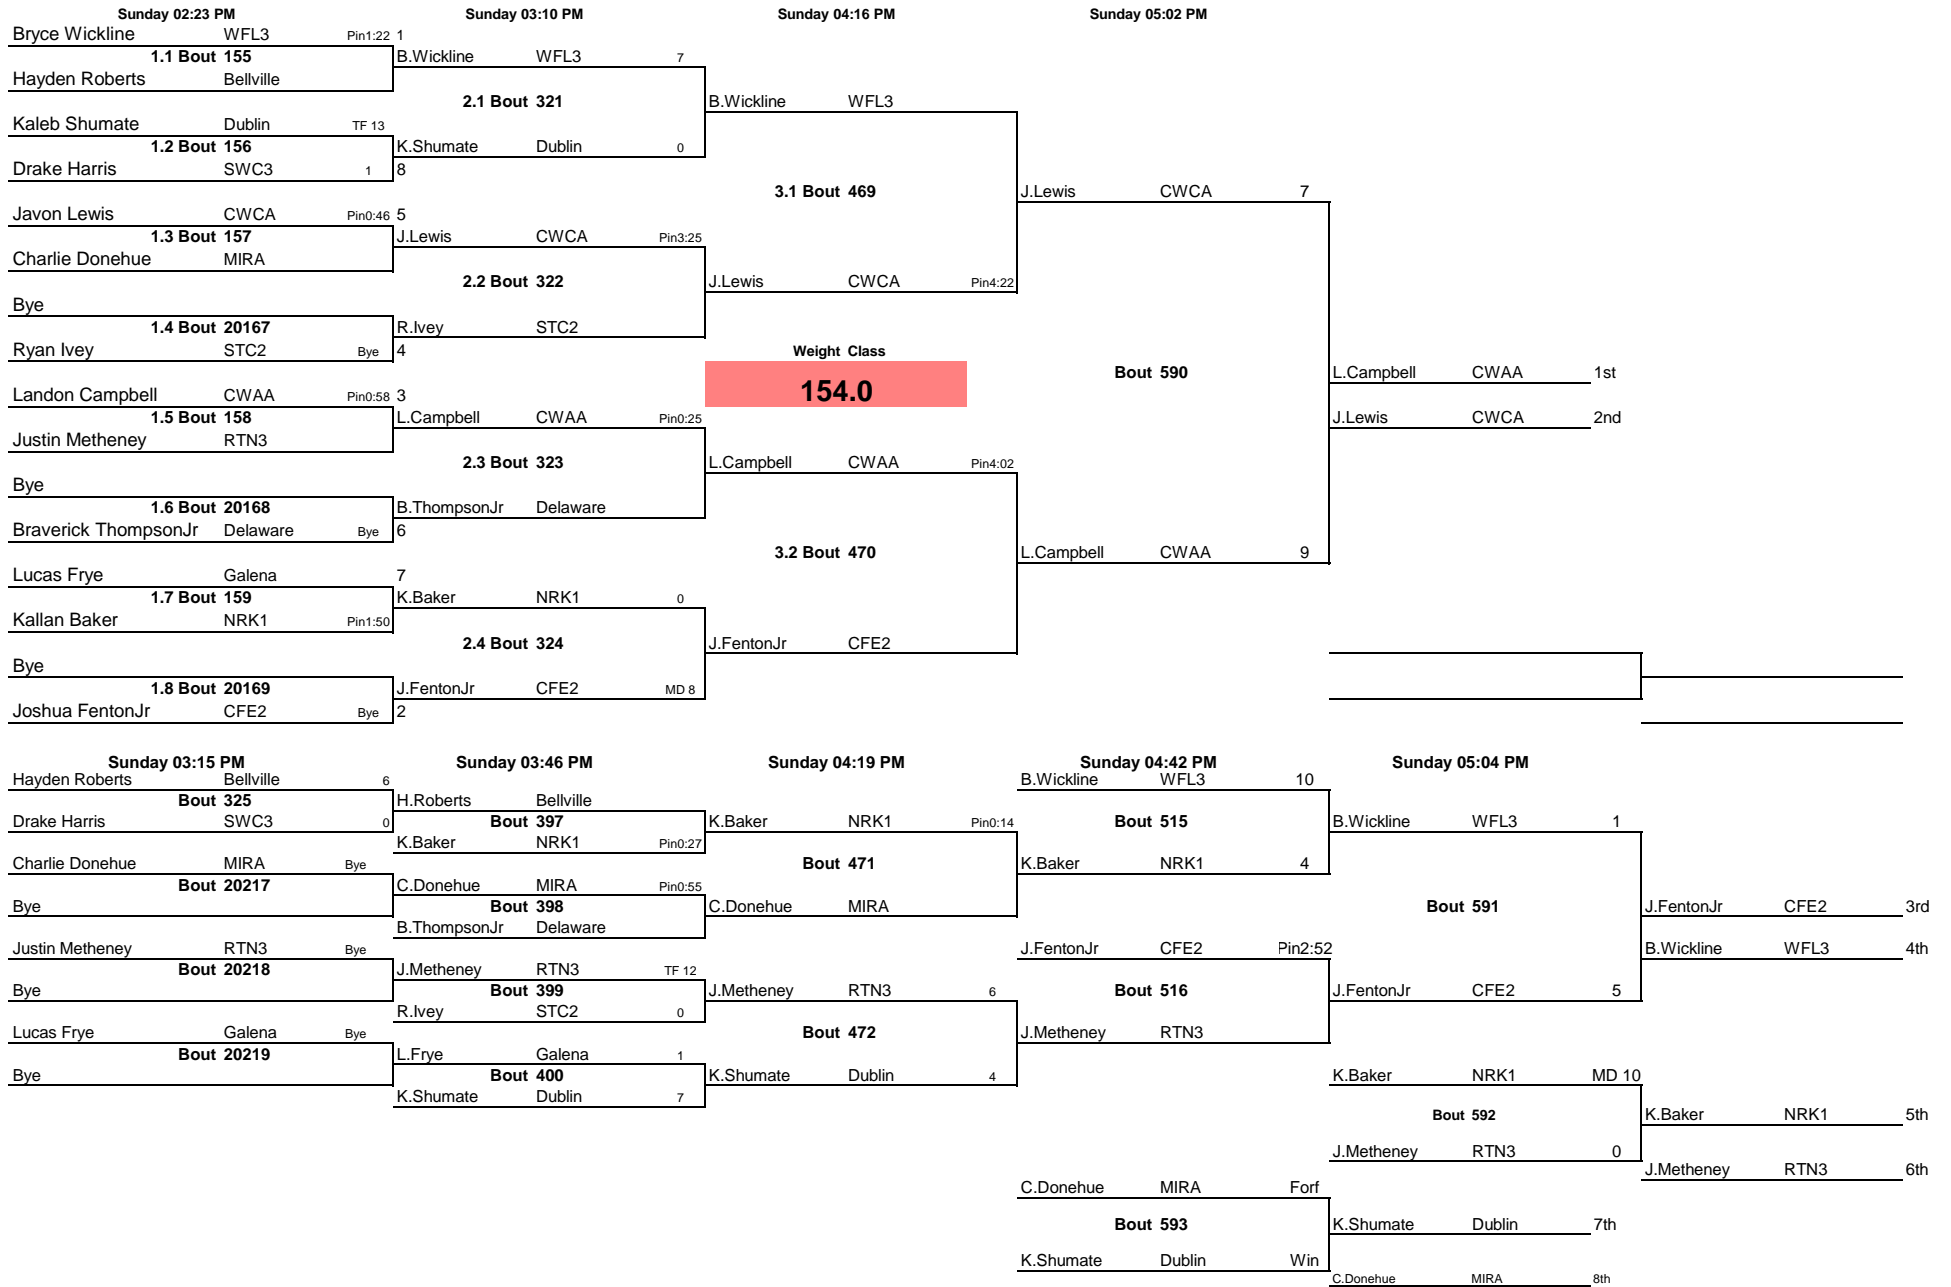 Sunday 02:23 PM Sunday 03:10 PM Sunday 04:16 PM Sunday 05:02 PM
Bryce Wickline WFL3 Pin1:22 1
1.1 Bout 155 B.Wickline WFL3 7
Hayden Roberts Bellville
2.1 Bout 321 B.Wickline WFL3
Kaleb Shumate Dublin TF 13
1.2 Bout 156 K.Shumate Dublin 0
Drake Harris SWC3 1 8
3.1 Bout 469 J.Lewis CWCA 7
Javon Lewis CWCA Pin0:46 5
1.3 Bout 157 J.Lewis CWCA Pin3:25
Charlie Donehue MIRA
2.2 Bout 322 J.Lewis CWCA Pin4:22
Bye
1.4 Bout 20167 R.Ivey STC2
Ryan Ivey STC2 Bye 4 Weight Class
Bout 590 L.Campbell CWAA 1st
Landon Campbell CWAA Pin0:58 3 154.0
1.5 Bout 158 L.Campbell CWAA Pin0:25 J.Lewis CWCA 2nd
Justin Metheney RTN3
2.3 Bout 323 L.Campbell CWAA Pin4:02
Bye
1.6 Bout 20168 B.ThompsonJr Delaware
Braverick ThompsonJr Delaware Bye 6
3.2 Bout 470 L.Campbell CWAA 9
Lucas Frye Galena 7
1.7 Bout 159 K.Baker NRK1 0
Kallan Baker NRK1 Pin1:50
2.4 Bout 324 J.FentonJr CFE2
Bye
1.8 Bout 20169 J.FentonJr CFE2 MD 8
Joshua FentonJr CFE2 Bye 2
Sunday 03:15 PM Sunday 03:46 PM Sunday 04:19 PM Sunday 04:42 PM Sunday 05:04 PM
Hayden Roberts Bellville 6 B.Wickline WFL3 10
Bout 325 H.Roberts Bellville
Drake Harris SWC3 0 Bout 397 K.Baker NRK1 Pin0:14 Bout 515 B.Wickline WFL3 1
K.Baker NRK1 Pin0:27
Charlie Donehue MIRA Bye Bout 471 K.Baker NRK1 4
Bout 20217 C.Donehue MIRA Pin0:55
Bye Bout 398 C.Donehue MIRA Bout 591 J.FentonJr CFE2 3rd
B.ThompsonJr Delaware
Justin Metheney RTN3 Bye J.FentonJr CFE2 Pin2:52 B.Wickline WFL3 4th
Bout 20218 J.Metheney RTN3 TF 12
Bye Bout 399 J.Metheney RTN3 6 Bout 516 J.FentonJr CFE2 5
R.Ivey STC2 0
Lucas Frye Galena Bye Bout 472 J.Metheney RTN3
Bout 20219 L.Frye Galena 1
Bye Bout 400 K.Shumate Dublin 4 K.Baker NRK1 MD 10
K.Shumate Dublin 7
Bout 592 K.Baker NRK1 5th
J.Metheney RTN3 0
J.Metheney RTN3 6th
C.Donehue MIRA Forf
Bout 593 K.Shumate Dublin 7th
K.Shumate Dublin Win
C.Donehue MIRA 8th